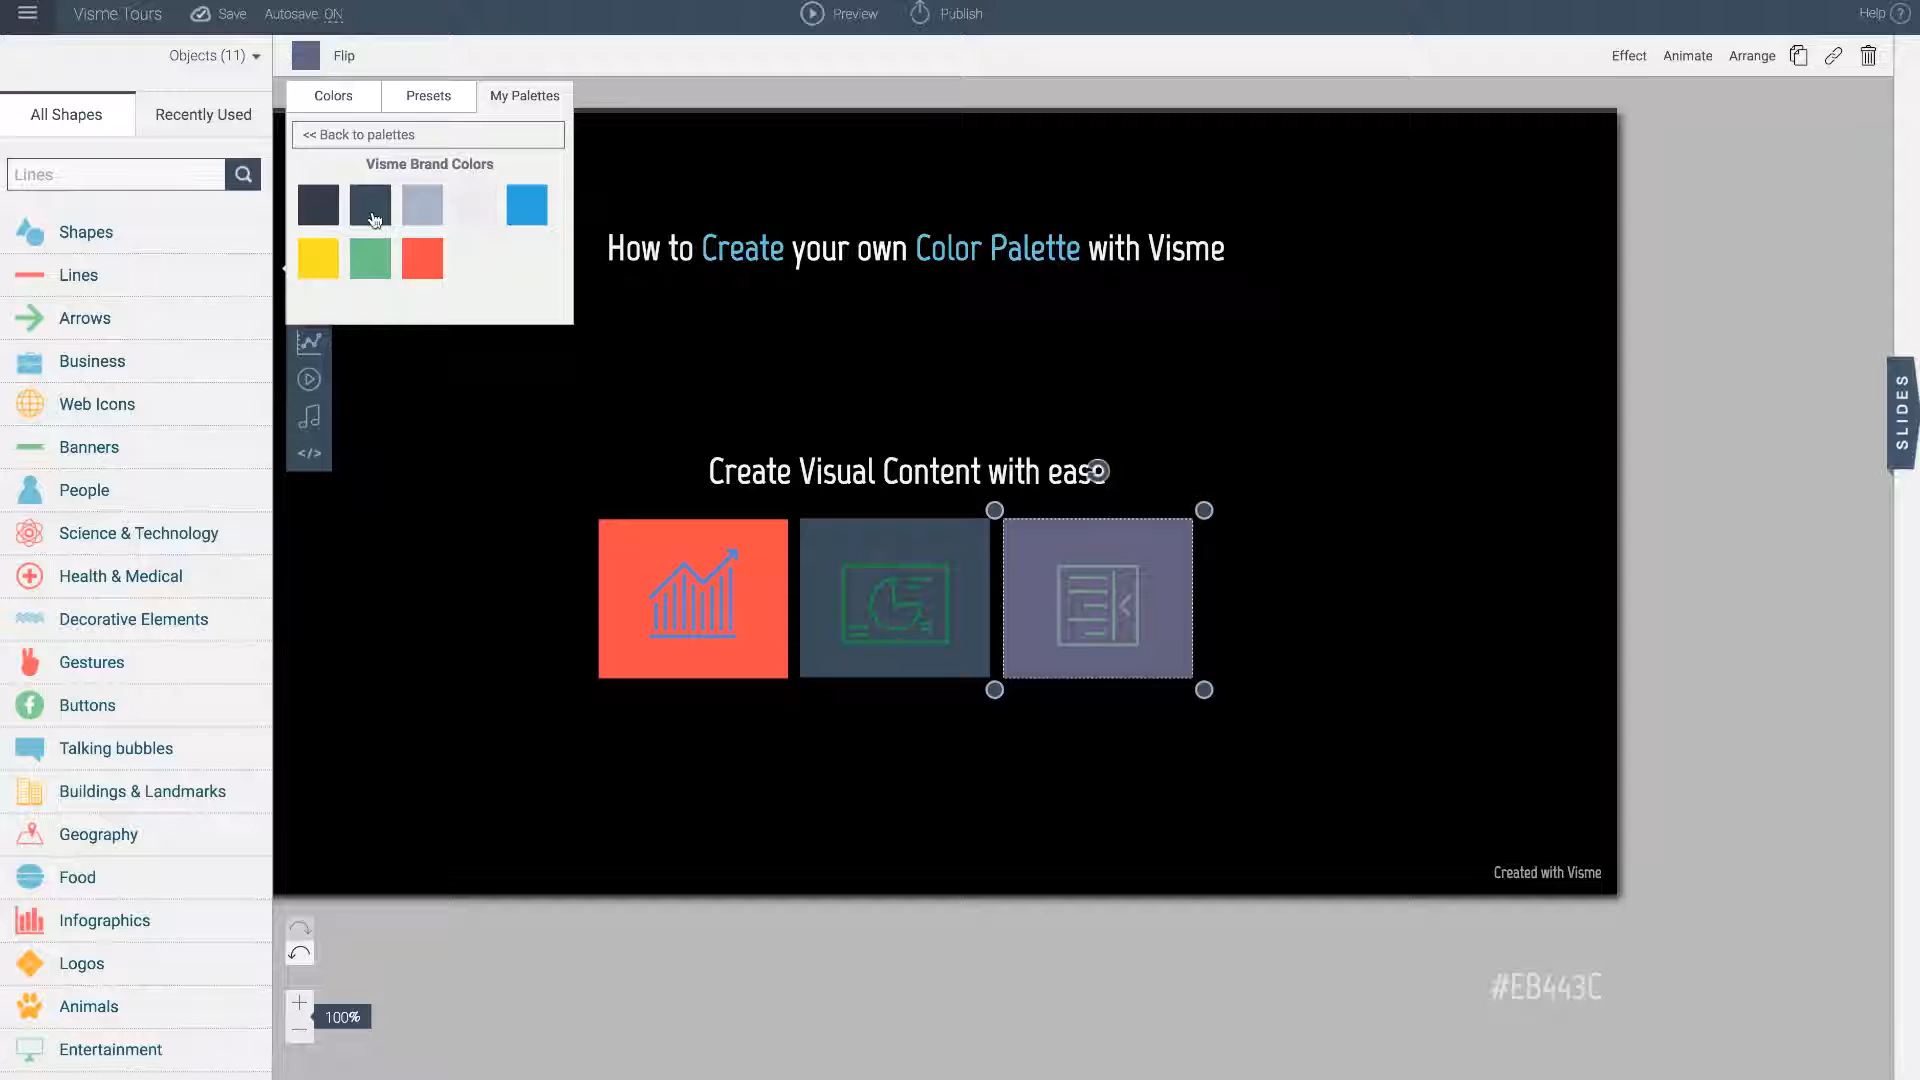 Visme Tours
Save
Autosave: ON
Preview
Publish
Help ?
Objects (11)
Flip
Effect
Animate
Arrange
All Shapes
Recently Used
Colors
Presets
My Palettes
<< Back to palettes
Visme Brand Colors
Lines
Shapes
Lines
Arrows
Business
Web Icons
Banners
People
Science & Technology
Health & Medical
Decorative Elements
Gestures
Buttons
Talking bubbles
Buildings & Landmarks
Geography
Food
Infographics
Logos
Animals
Entertainment
</>
How to Create your own Color Palette with Visme
Create Visual Content with ease
Created with Visme
SLIDES
#EB443C
100%